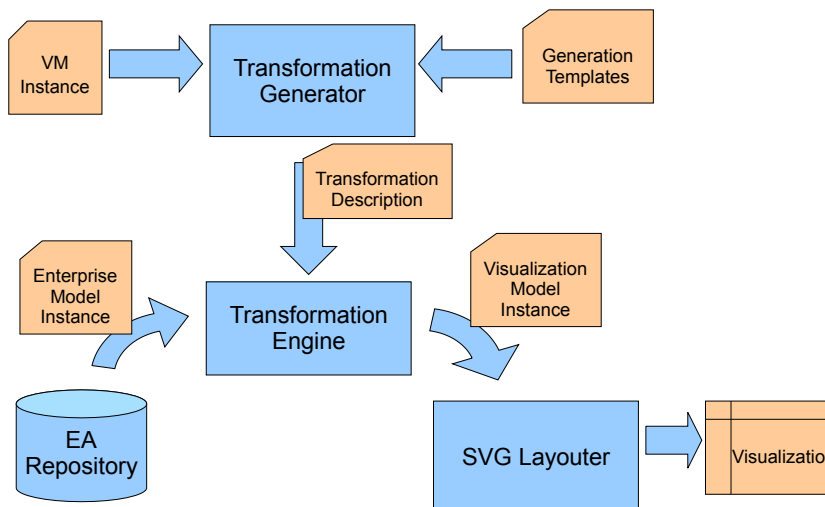 VM
Instance
Transformation
Generator
Generation
Templates
Transformation
Description
Enterprise
Model
Instance
Visualization
Model
Instance
Transformation
Engine
EA
Repository
SVG Layouter
Visualizatio